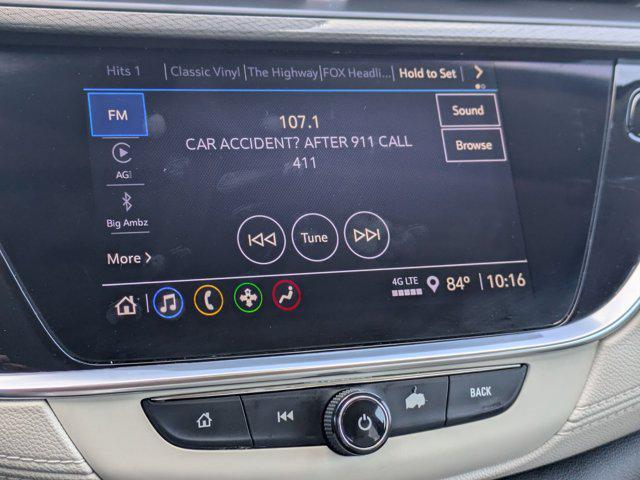 Hits 1 Classic Vinyl The Highway FOX Headli... Hold to Set
FM
107.1
Sound
CAR ACCIDENT? AFTER 911 CALL
411
Browse
AG
Big Ambz
Tune
More
4G LTE 84° 10:16
BACK